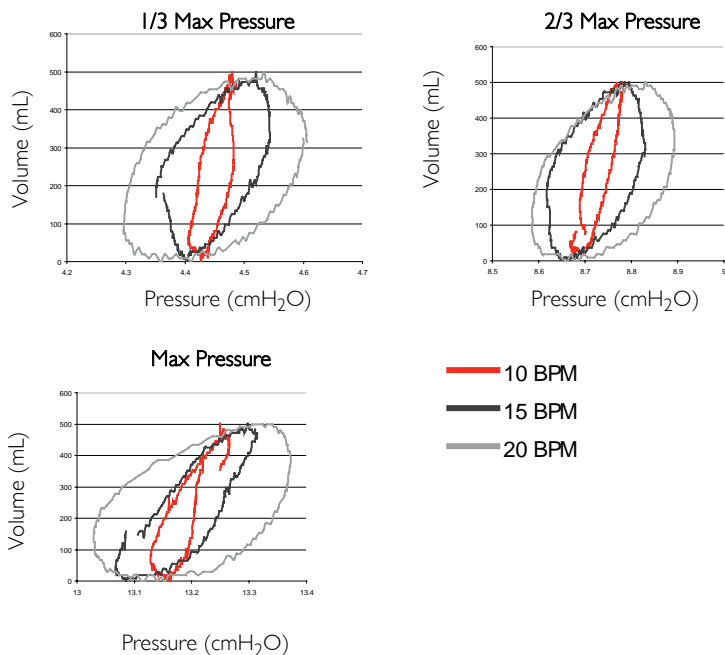 1/3 Max Pressure
2/3 Max Pressure
Volume (mL)
600
500
400
300
200
100
0
4.2 4.3 4.4 4.5 4.6 4.7
Pressure (cmH₂O)
Volume (mL)
600
500
400
300
200
100
0
8.5 8.6 8.7 8.8 8.9 9
Pressure (cmH₂O)
Max Pressure
Volume (mL)
600
500
400
300
200
100
0
13 13.1 13.2 13.3 13.4
Pressure (cmH₂O)
10 BPM
15 BPM
20 BPM